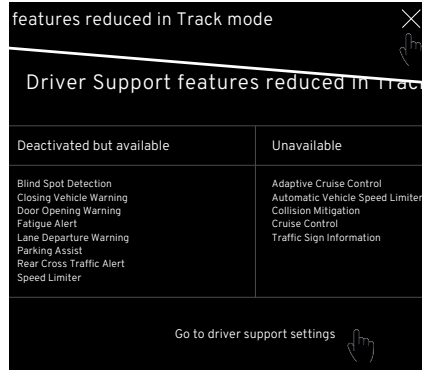 features reduced in Track mode
Driver Support features reduced in Trac
Deactivated but available
Unavailable
Blind Spot Detection
Closing Vehicle Warning
Door Opening Warning
Fatigue Alert
Lane Departure Warning
Parking Assist
Rear Cross Traffic Alert
Speed Limiter
Adaptive Cruise Control
Automatic Vehicle Speed Limiter
Collision Mitigation
Cruise Control
Traffic Sign Information
Go to driver support settings